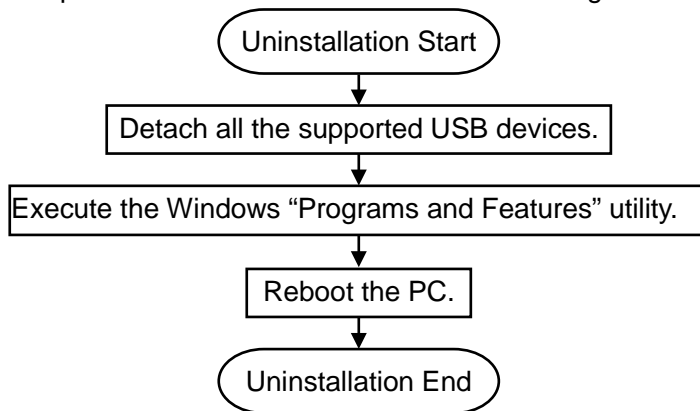 Uninstallation Start
Detach all the supported USB devices.
Execute the Windows “Programs and Features” utility.
Reboot the PC.
Uninstallation End